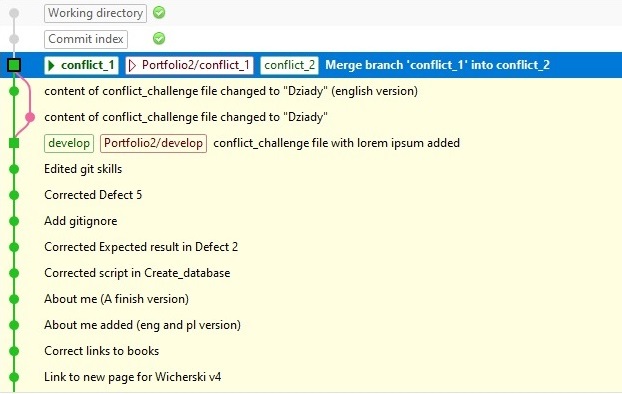 Working directory
Commit index
conflict_1 Portfolio2/conflict_1 conflict_2 Merge branch 'conflict_1' into conflict_2
content of conflict_challenge file changed to "Dziady" (english version)
content of conflict_challenge file changed to "Dziady"
develop Portfolio2/develop conflict_challenge file with lorem ipsum added
Edited git skills
Corrected Defect 5
Add gitignore
Corrected Expected result in Defect 2
Corrected script in Create_database
About me (A finish version)
About me added (eng and pl version)
Correct links to books
Link to new page for Wicherski v4